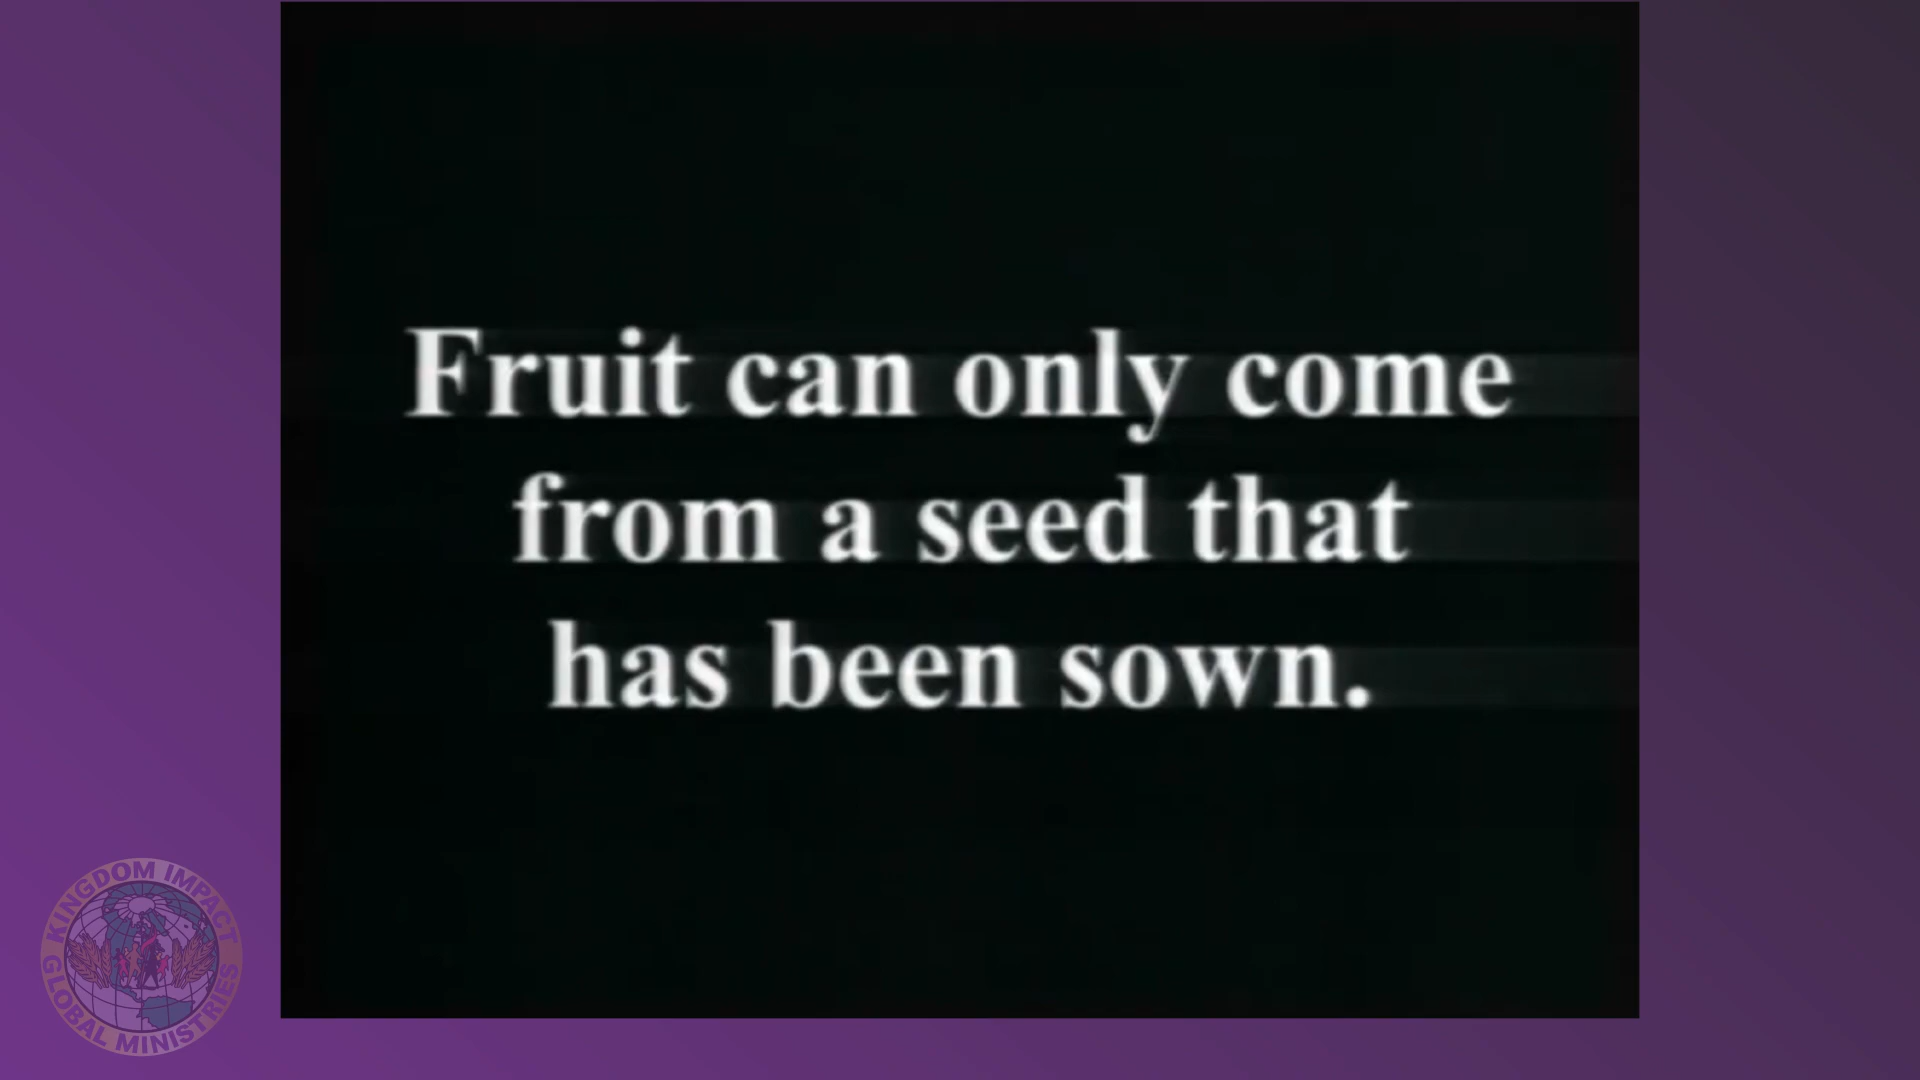 Fruit can only come
from a seed that
has been sown.
KINGDOM IMPACT
GLOBAL MINISTRIES